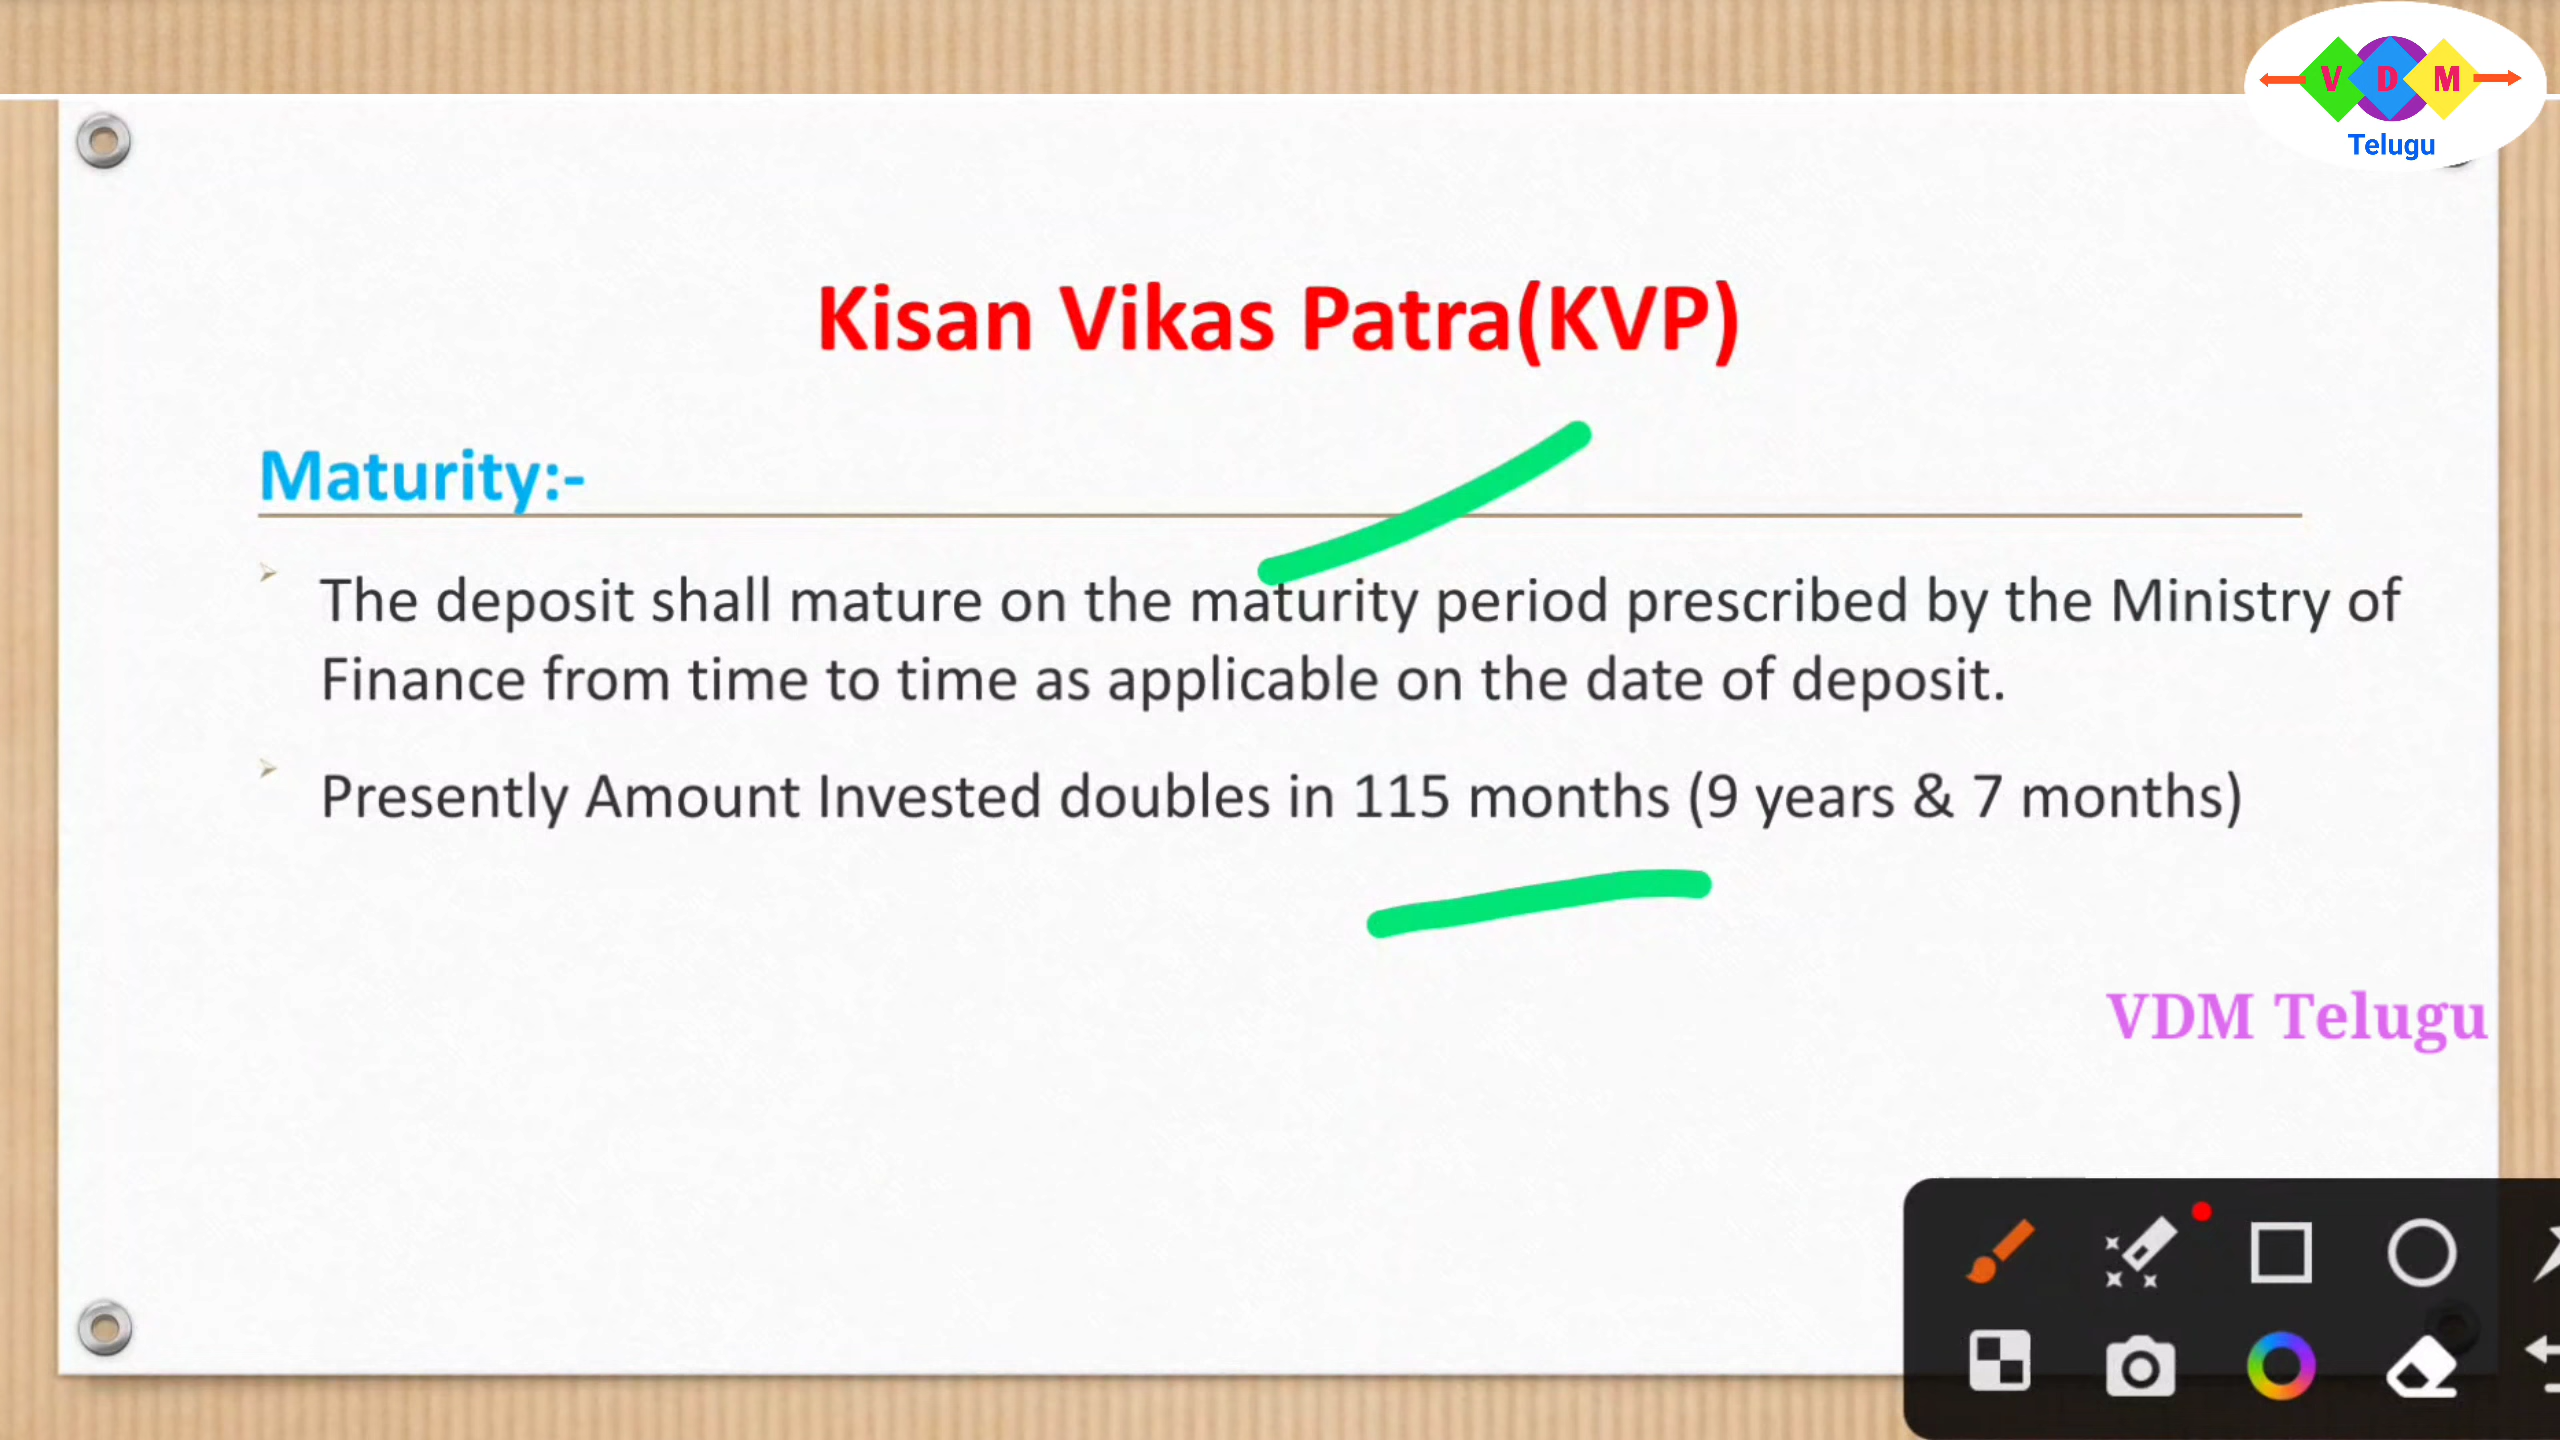 V D M
Telugu
Kisan Vikas Patra(KVP)
Maturity:-
The deposit shall mature on the maturity period prescribed by the Ministry of
Finance from time to time as applicable on the date of deposit.
Presently Amount Invested doubles in 115 months (9 years & 7 months)
VDM Telugu